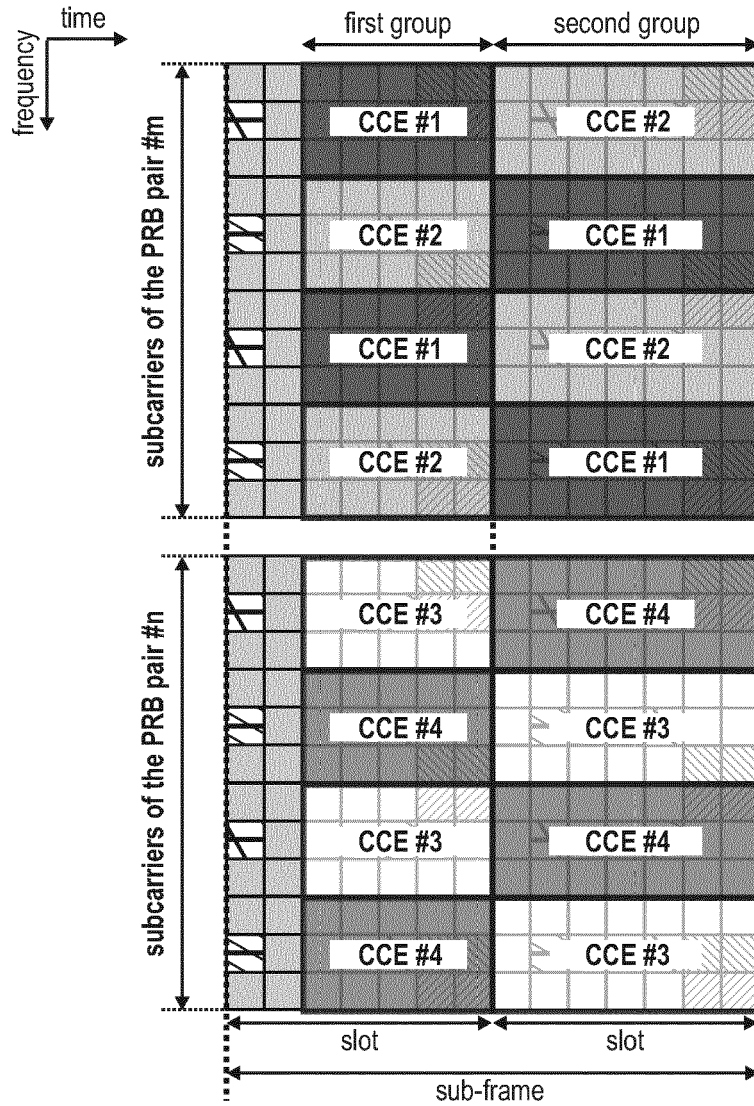 time
first group
second group
frequency
subcarriers of the PRB pair #m
CCE #1
CCE #2
CCE #2
CCE #1
CCE #1
CCE #2
CCE #2
CCE #1
subcarriers of the PRB pair #n
CCE #3
CCE #4
CCE #4
CCE #3
CCE #3
CCE #4
CCE #4
CCE #3
slot
slot
sub-frame